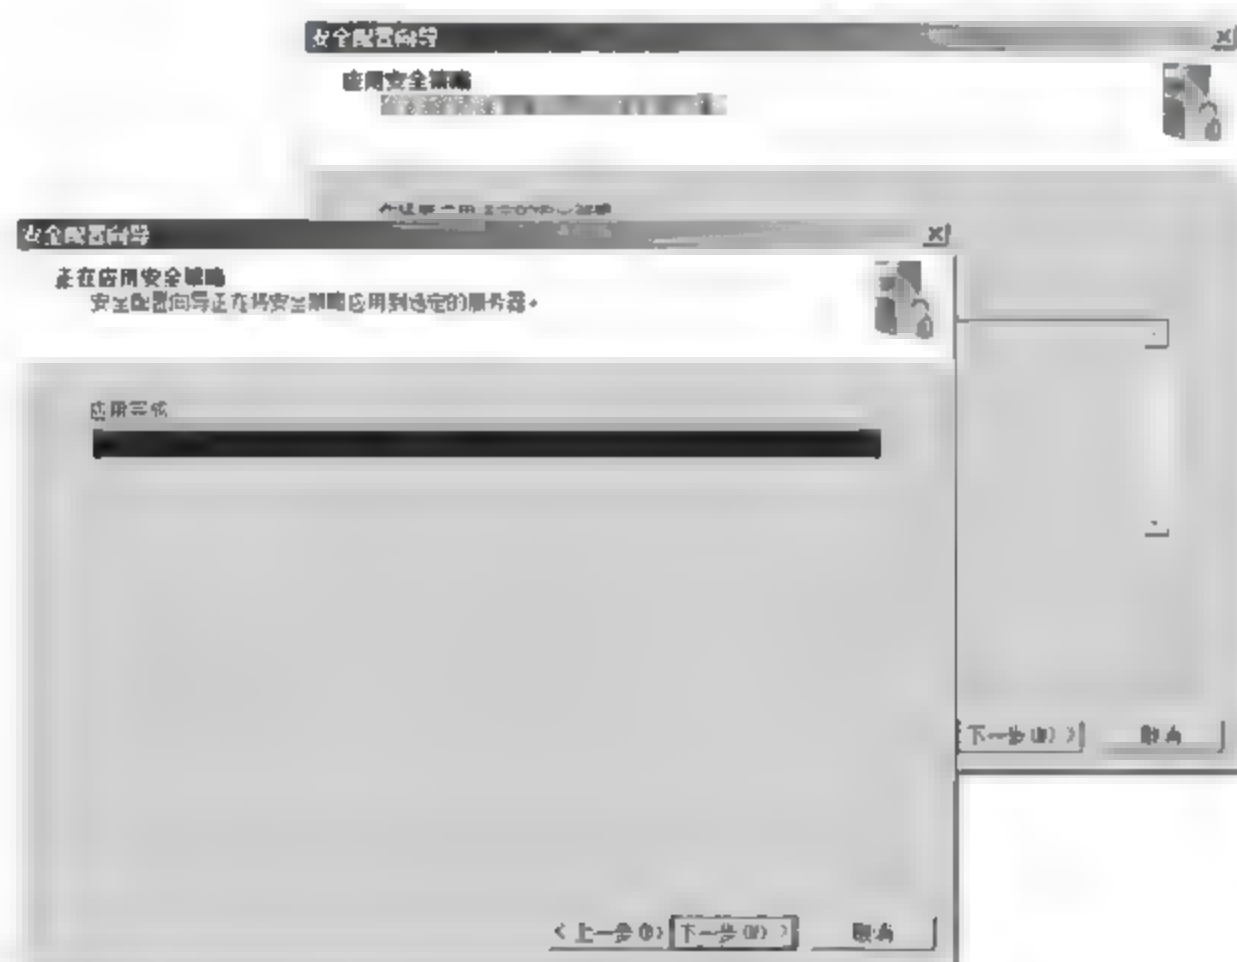 安全配置向导
应用安全策略
安全配置向导
正在应用安全策略
安全配置向导正在将安全策略应用到选定的服务器。
应用完成
下一步(N) >
取消
< 上一步(B)
下一步(N) >
取消